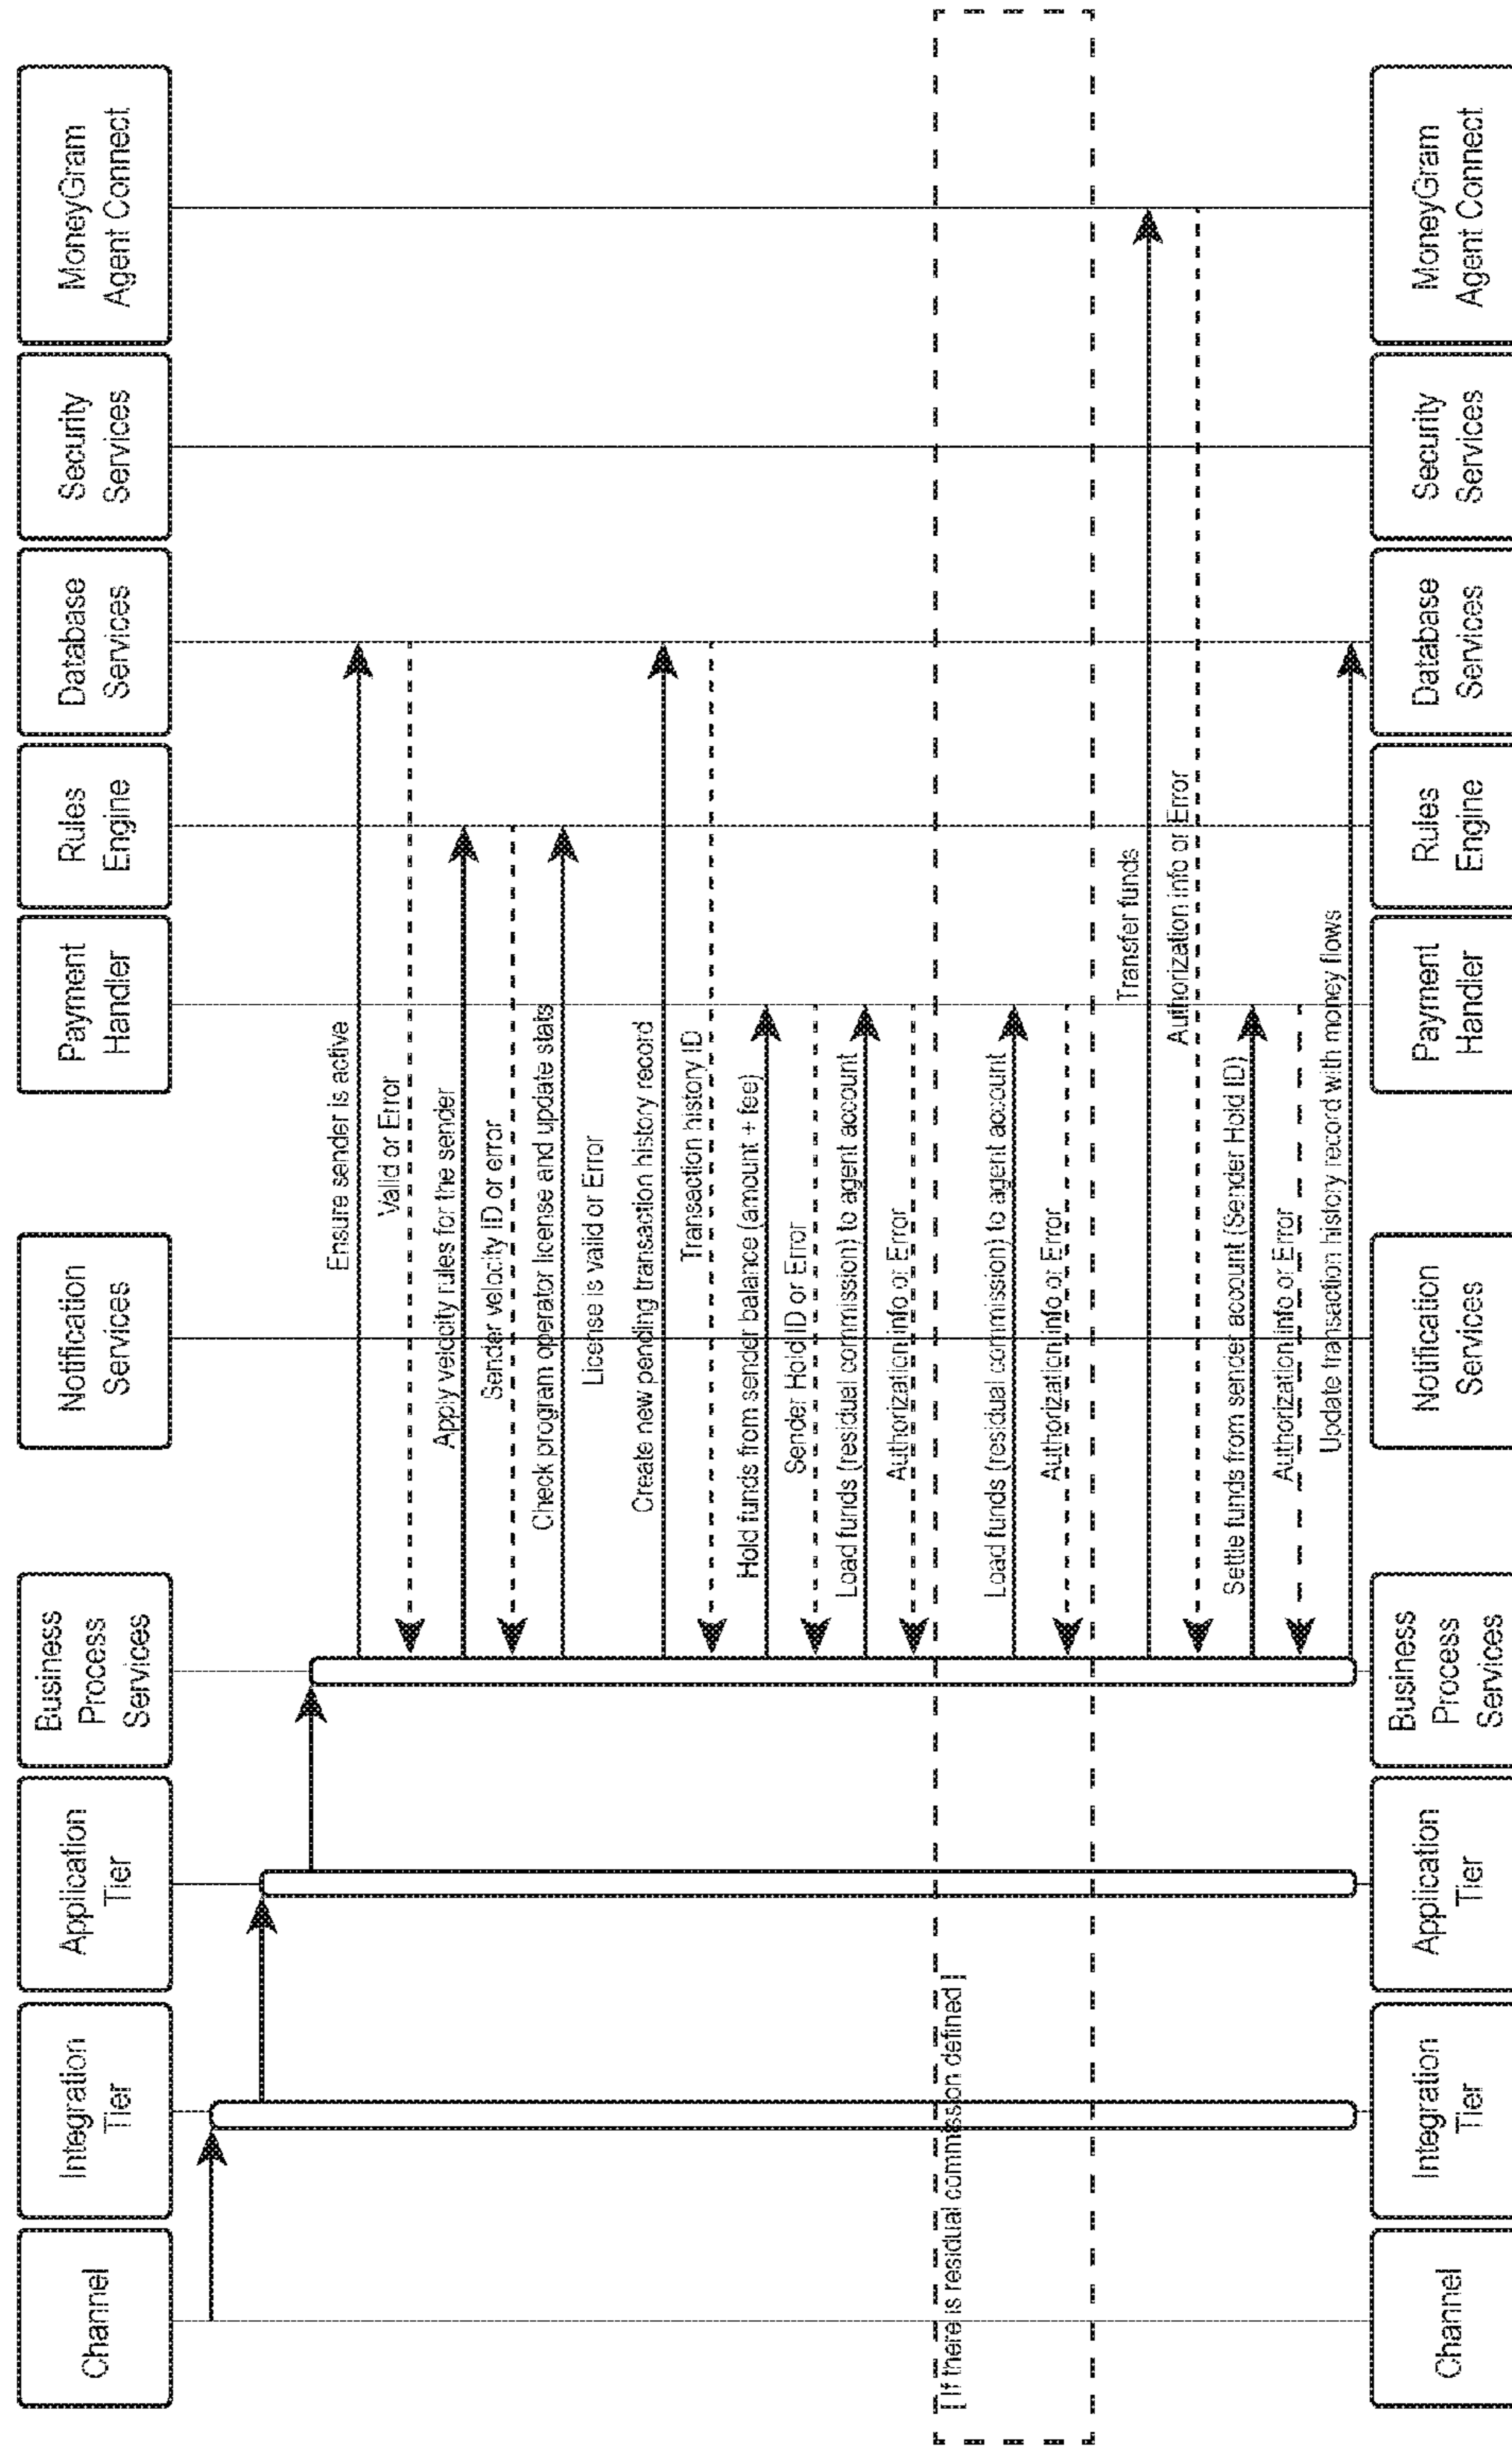 Channel
Integration
Tier
Application
Tier
Business
Process
Services
Notification
Services
Payment
Handler
Rules
Engine
Database
Services
Security
Services
MoneyGram
Agent Connect
Ensure sender is active
Valid or Error
Apply velocity rules for the sender
Sender velocity ID or error
Check program operator license and update stats
License is valid or Error
Create new pending transaction history record
Transaction history ID
Hold funds from sender balance (amount + fee)
Sender Hold ID or Error
Load funds (residual commission) to agent account
Authorization info or Error
[ If there is residual commission defined ]
Load funds (residual commission) to agent account
Authorization info or Error
Transfer funds
Authorization info or Error
Settle funds from sender account (Sender Hold ID)
Authorization info or Error
Update transaction history record with money flows
Channel
Integration
Tier
Application
Tier
Business
Process
Services
Notification
Services
Payment
Handler
Rules
Engine
Database
Services
Security
Services
MoneyGram
Agent Connect